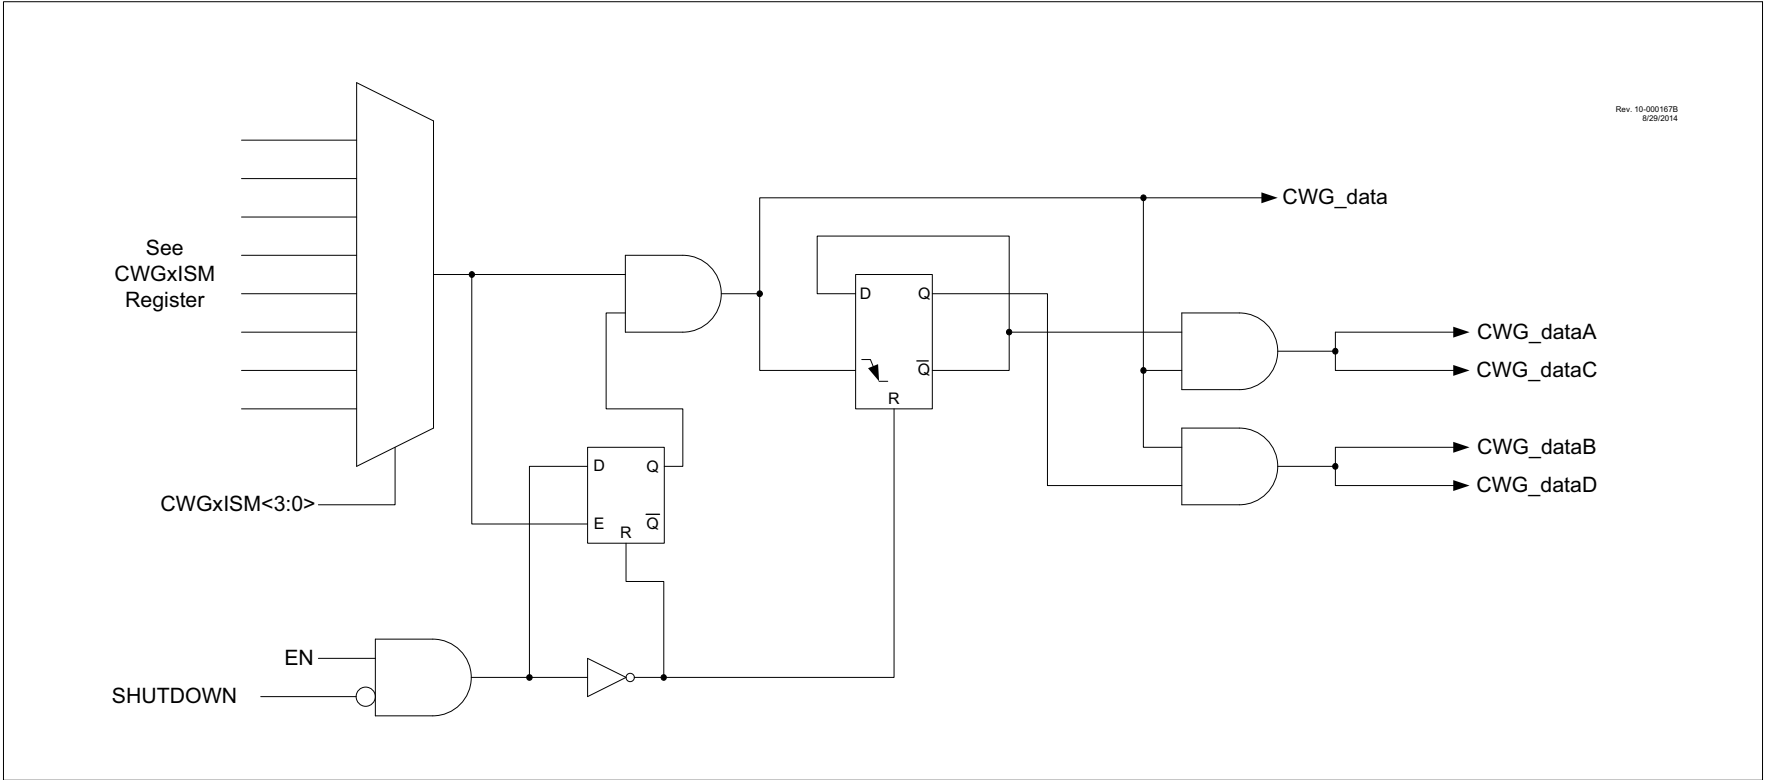 Rev. 10-000167B
8/29/2014
CWG_data
See
CWGxISM
Register
D
Q
Q
R
CWG_dataA
CWG_dataC
CWG_dataB
CWG_dataD
D
Q
E
Q
R
CWGxISM<3:0>
EN
SHUTDOWN